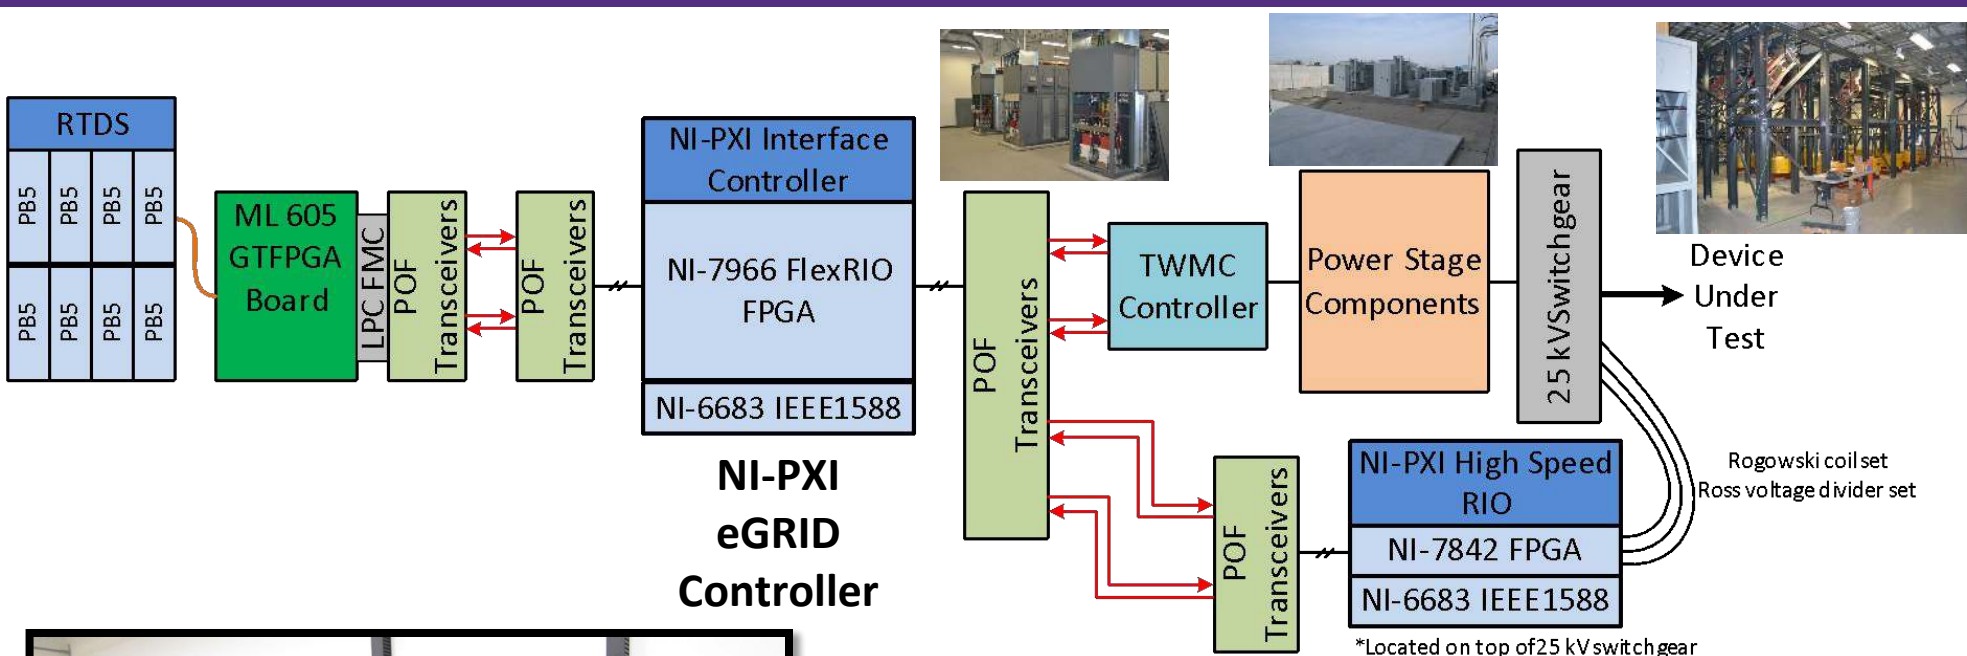 RTDS
PB5 PB5 PB5 PB5
PB5 PB5 PB5 PB5
ML 605
GTFPGA
Board
LPC FMC
POF
Transceivers
POF
Transceivers
NI-PXI Interface
Controller
NI-7966 FlexRIO
FPGA
NI-6683 IEEE1588
NI-PXI
eGRID
Controller
POF
Transceivers
TWMC
Controller
Power Stage
Components
25 kVSwitchgear
Device
Under
Test
POF
Transceivers
NI-PXI High Speed
RIO
NI-7842 FPGA
NI-6683 IEEE1588
*Located on top of25 kV switchgear
Rogowski coil set
Ross voltage divider set